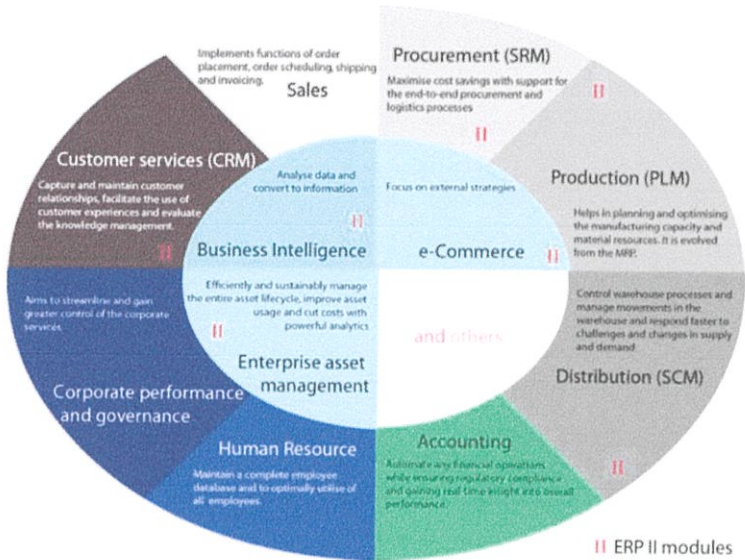 Implements functions of order
placement, order scheduling, shipping
and invoicing.
Sales
Procurement (SRM)
Maximise cost savings with support for
the end-to-end procurement and
logistics processes
II
II
Customer services (CRM)
Capture and maintain customer
relationships, facilitate the use of
customer experiences and evaluate
the knowledge management.
II
Analyse data and
convert to information
II
Business Intelligence
Focus on external strategies
e-Commerce
II
Production (PLM)
Helps in planning and optimising
the manufacturing capacity and
material resources. It is evolved
from the MRP.
Aims to streamline and gain
greater control of the corporate
services.
Corporate performance
and governance
Efficiently and sustainably manage
the entire asset lifecycle, improve asset
usage and cut costs with
powerful analytics
II
Enterprise asset
management
and others
Control warehouse processes and
manage movements in the
warehouse and respond faster to
challenges and changes in supply
and demand
Distribution (SCM)
II
Human Resource
Maintain a complete employee
database and to optimally utilise of
all employees.
Accounting
Automate any financial operations
while ensuring regulatory compliance
and gaining real time insight into overall
performance.
II ERP II modules